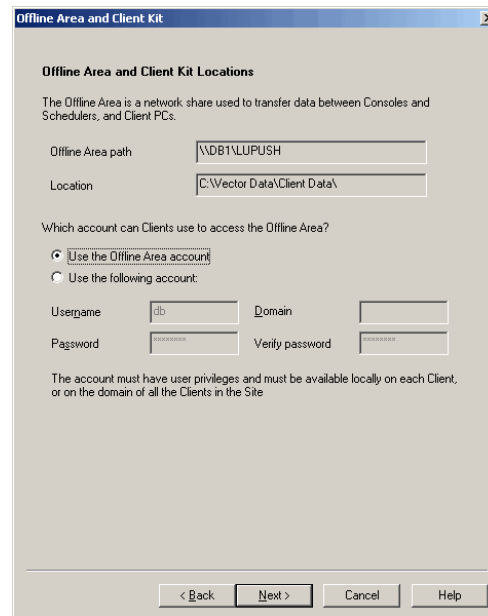 Offline Area and Client Kit
Offline Area and Client Kit Locations
The Offline Area is a network share used to transfer data between Consoles and
Schedulers, and Client PCs.
Offline Area path \\DB1\LUPUSH
Location C:\Vector Data\Client Data\
Which account can Clients use to access the Offline Area?
Use the Offline Area account
Use the following account:
Username db Domain
Password ******** Verify password ********
The account must have user privileges and must be available locally on each Client,
or on the domain of all the Clients in the Site
< Back Next > Cancel Help